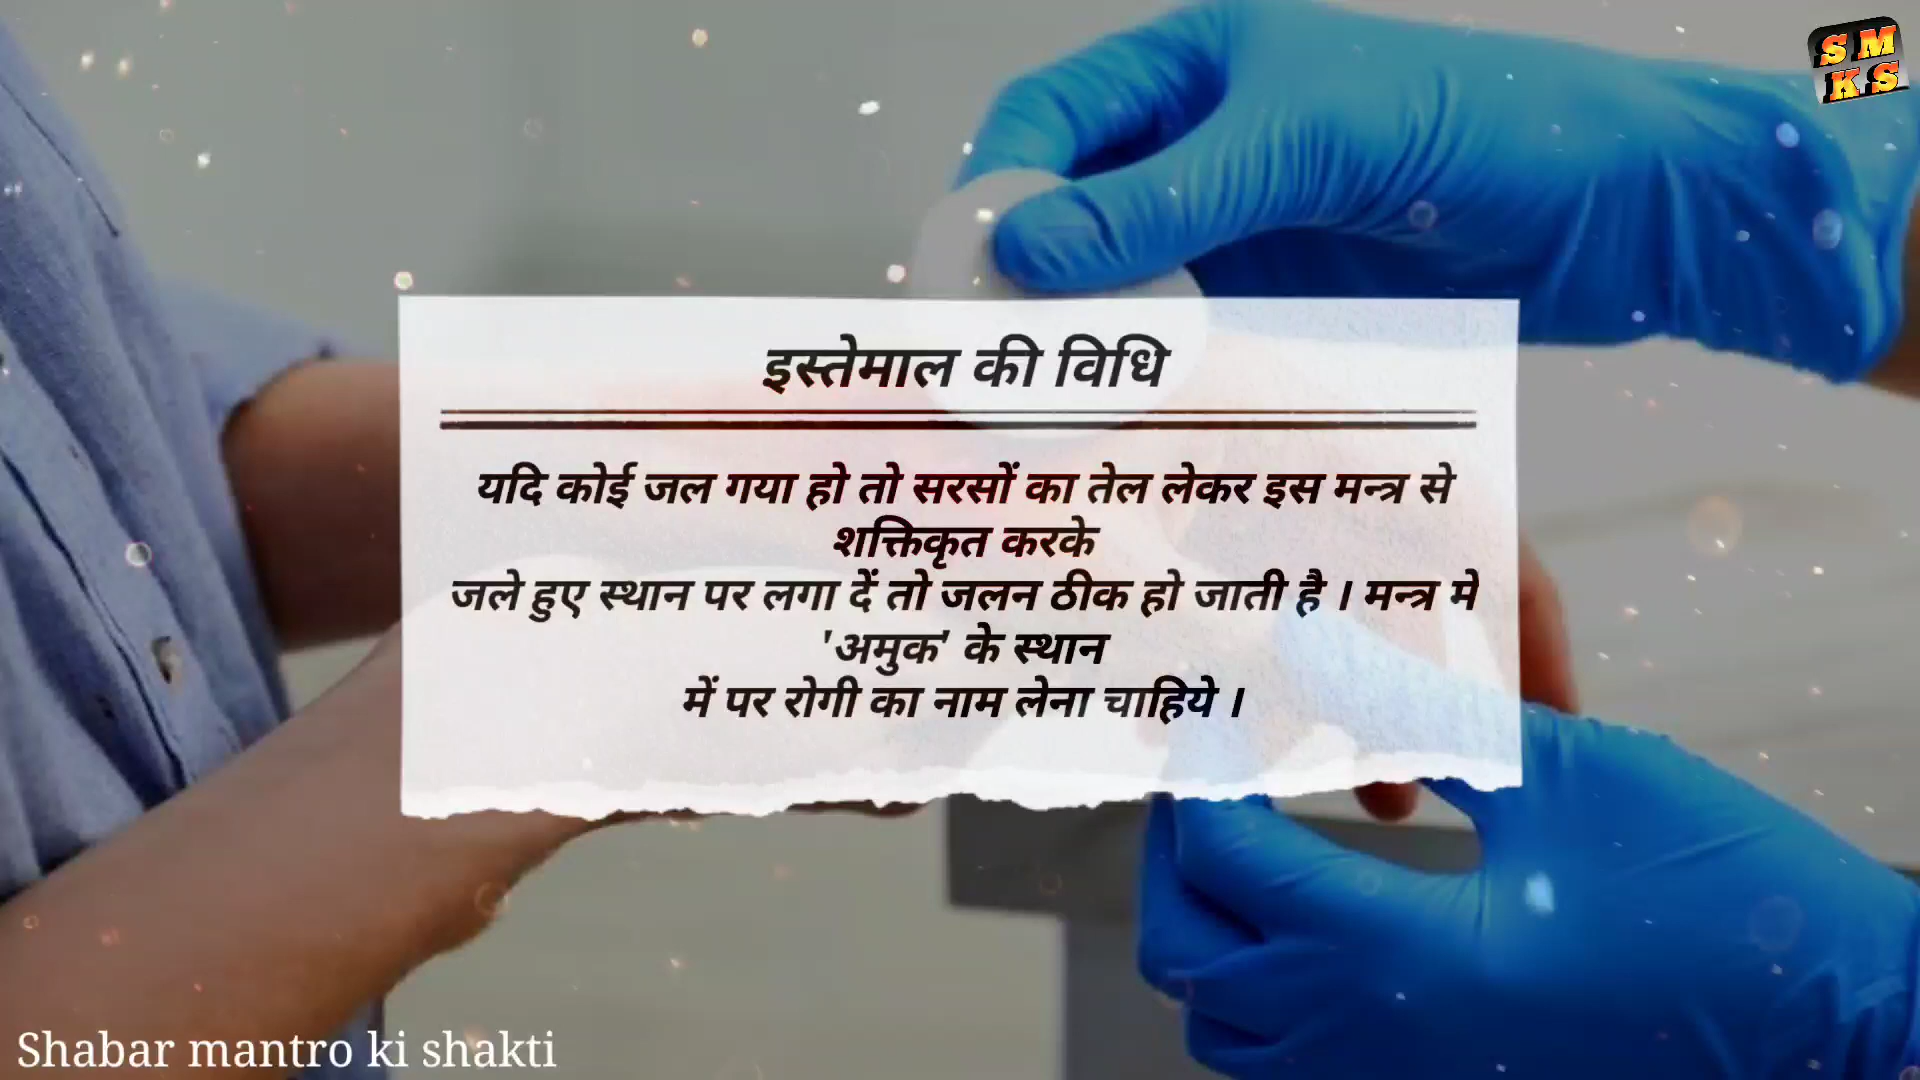 S M
K S
इस्तेमाल की विधि
यदि कोई जल गया हो तो सरसों का तेल लेकर इस मन्त्र से
शक्तिकृत करके
जले हुए स्थान पर लगा दें तो जलन ठीक हो जाती है । मन्त्र मे
'अमुक' के स्थान
में पर रोगी का नाम लेना चाहिये ।
Shabar mantro ki shakti